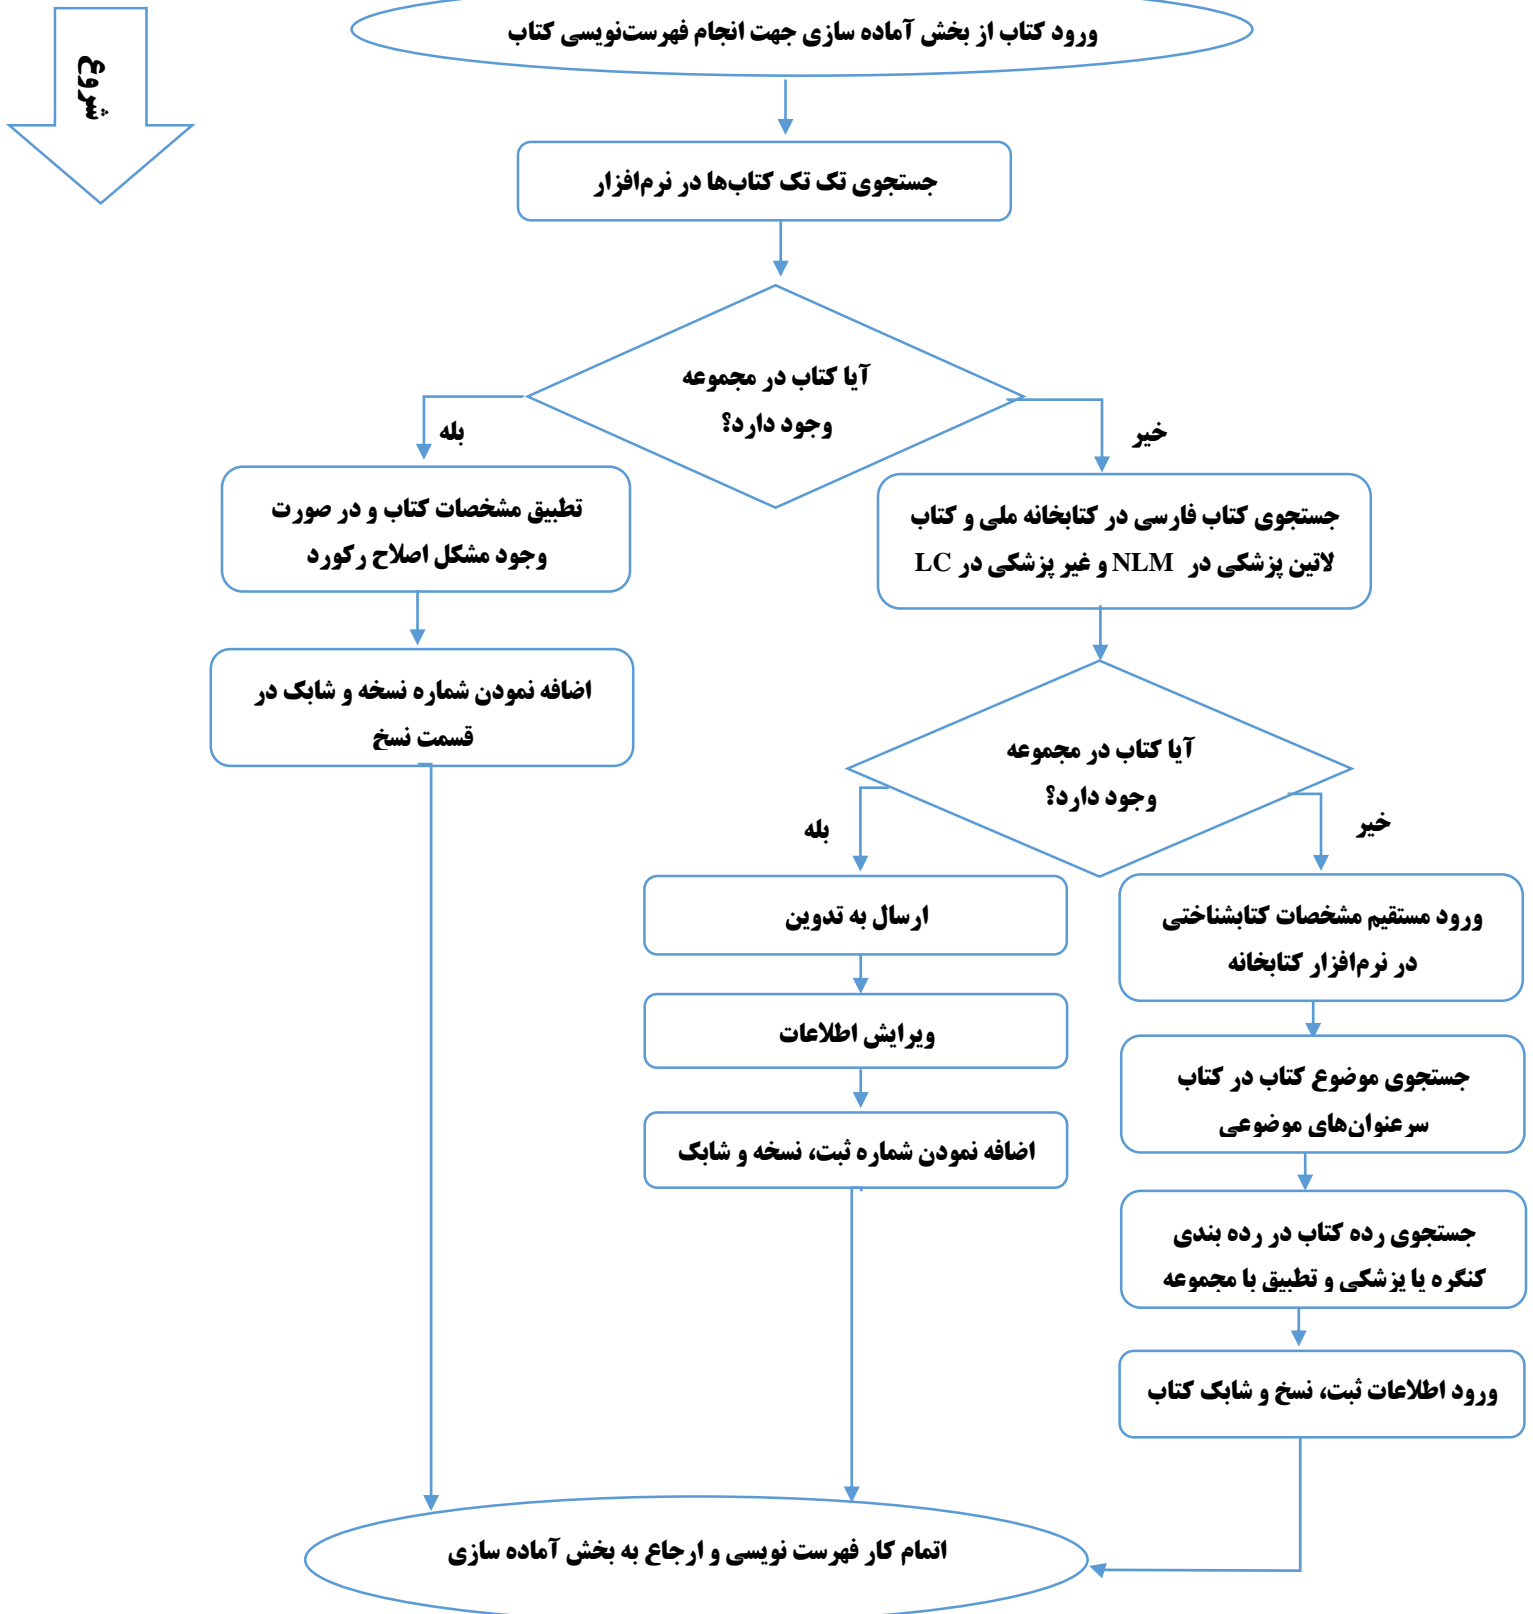 شروع
ورود کتاب از بخش آماده سازی جهت انجام فهرست‌نویسی کتاب
جستجوی تک تک کتاب‌ها در نرم‌افزار
آیا کتاب در مجموعه
وجود دارد؟
بله
خیر
تطبیق مشخصات کتاب و در صورت
وجود مشکل اصلاح رکورد
جستجوی کتاب فارسی در کتابخانه ملی و کتاب
لاتین پزشکی در NLM و غیر پزشکی در LC
اضافه نمودن شماره نسخه و شابک در
قسمت نسخ
آیا کتاب در مجموعه
وجود دارد؟
بله
خیر
ارسال به تدوین
ورود مستقیم مشخصات کتابشناختی
در نرم‌افزار کتابخانه
ویرایش اطلاعات
جستجوی موضوع کتاب در کتاب
سرعنوان‌های موضوعی
اضافه نمودن شماره ثبت، نسخه و شابک
جستجوی رده کتاب در رده بندی
کنگره یا پزشکی و تطبیق با مجموعه
ورود اطلاعات ثبت، نسخ و شابک کتاب
اتمام کار فهرست نویسی و ارجاع به بخش آماده سازی